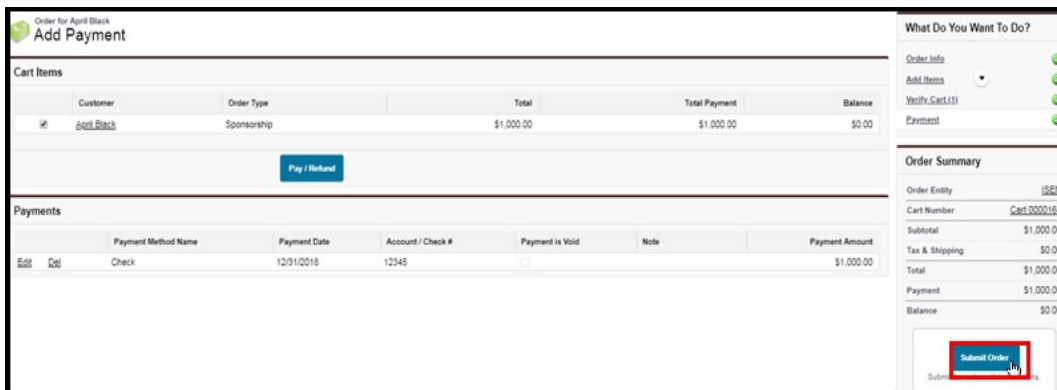 Order for April Black
Add Payment
Cart Items
Customer Order Type Total Total Payment Balance
April Black Sponsorship $1,000.00 $1,000.00 $0.00
Pay / Refund
Payments
Payment Method Name Payment Date Account / Check # Payment is Void Note Payment Amount
Edit Del Check 12/31/2016 12345 $1,000.00
What Do You Want To Do?
Order Info
Add Items
Verify Cart (1)
Payment
Order Summary
Order Entity
Cart Number Cart 000016
Subtotal $1,000.0
Tax & Shipping $0.0
Total $1,000.0
Payment $1,000.0
Balance $0.0
Submit Order